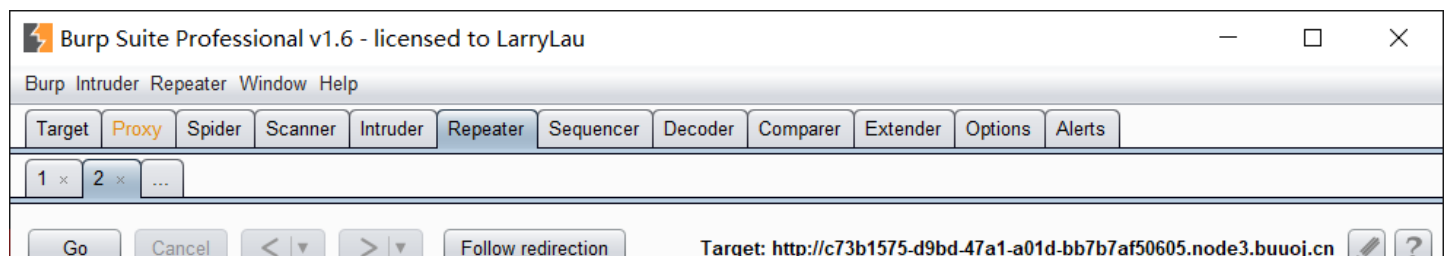 Burp Suite Professional v1.6 - licensed to LarryLau
Burp Intruder Repeater Window Help
Target Proxy Spider Scanner Intruder Repeater Sequencer Decoder Comparer Extender Options Alerts
1 × 2 × ...
Go Cancel < ▼ > ▼ Follow redirection Target: http://c73b1575-d9bd-47a1-a01d-bb7b7af50605.node3.buuoj.cn ?